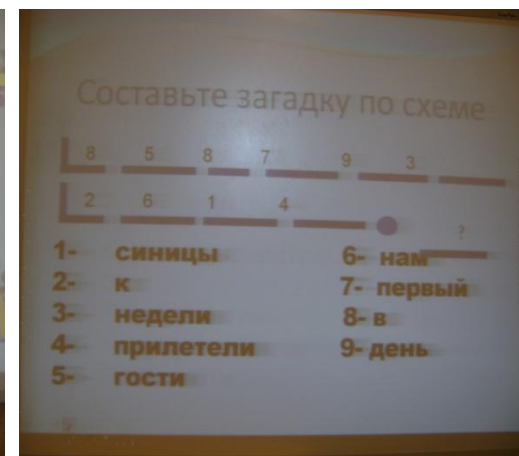 Составьте загадку по схеме
8 5 8 7 9 3
2 6 1 4
?
1- синицы
2- к
3- недели
4- прилетели
5- гости
6- нам
7- первый
8- в
9- день